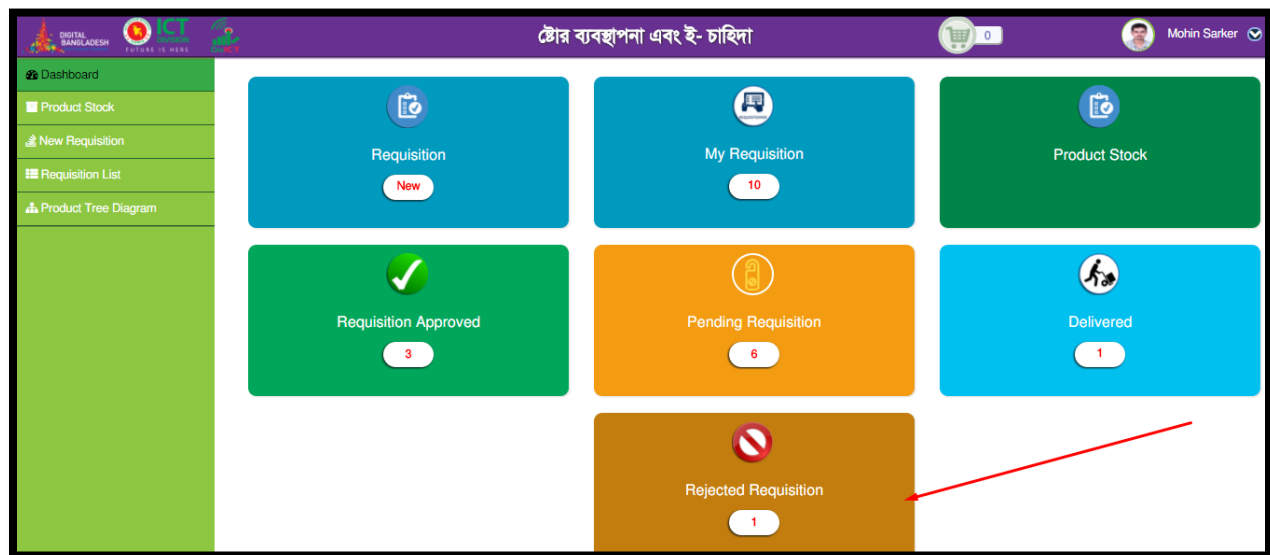 DIGITAL
BANGLADESH
ICT
DIVISION
FUTURE IS HERE
DoICT
ষ্টোর ব্যবস্থাপনা এবং ই- চাহিদা
0
Mohin Sarker
Dashboard
Product Stock
New Requisition
Requisition List
Product Tree Diagram
Requisition
New
My Requisition
10
Product Stock
Requisition Approved
3
Pending Requisition
6
Delivered
1
Rejected Requisition
1